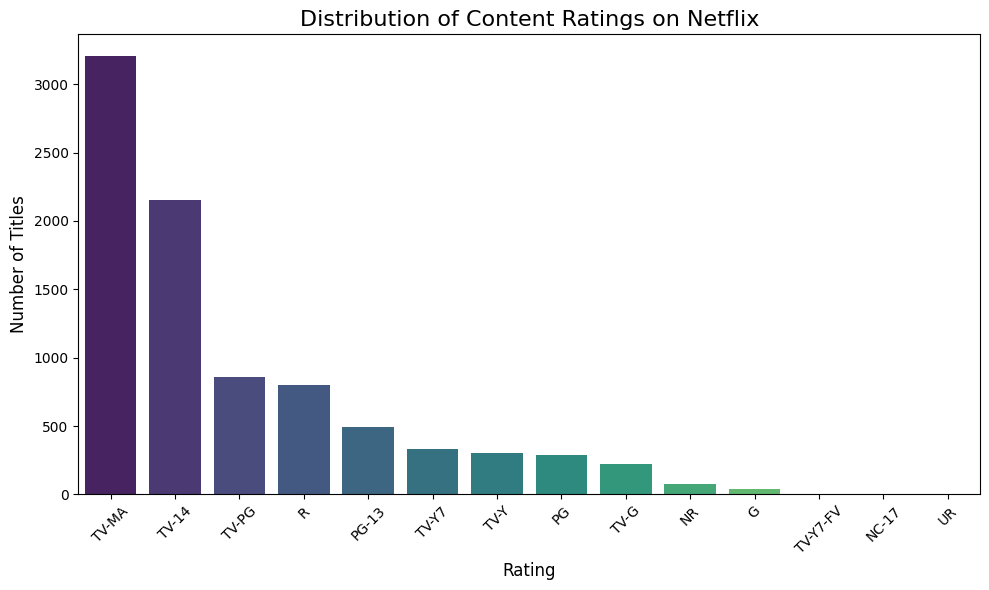 Distribution of Content Ratings on Netflix
Number of Titles
3000
2500
2000
1500
1000
500
0
TV-MA
TV-14
TV-PG
R
PG-13
TV-Y7
TV-Y
PG
TV-G
NR
G
TV-Y7-FV
NC-17
UR
Rating